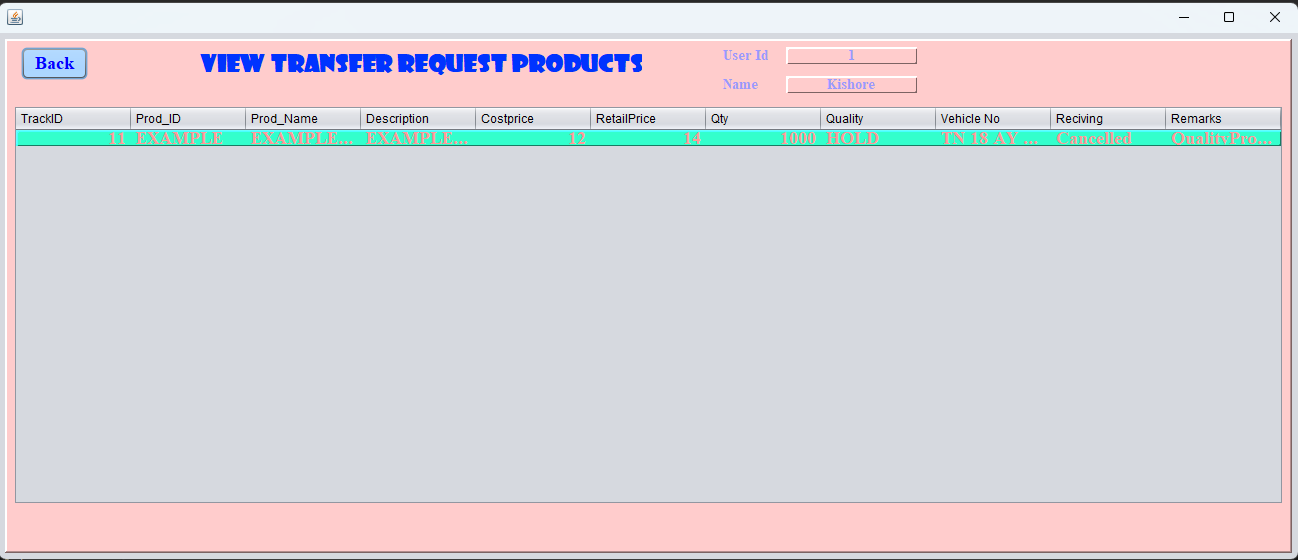 Back
VIEW TRANSFER REQUEST PRODUCTS
User Id 1
Name Kishore
TrackID Prod_ID Prod_Name Description Costprice RetailPrice Qty Quality Vehicle No Reciving Remarks
11 EXAMPLE EXAMPLE... EXAMPLE... 12 14 1000 HOLD TN 18 AY ... Cancelled QualityPro...